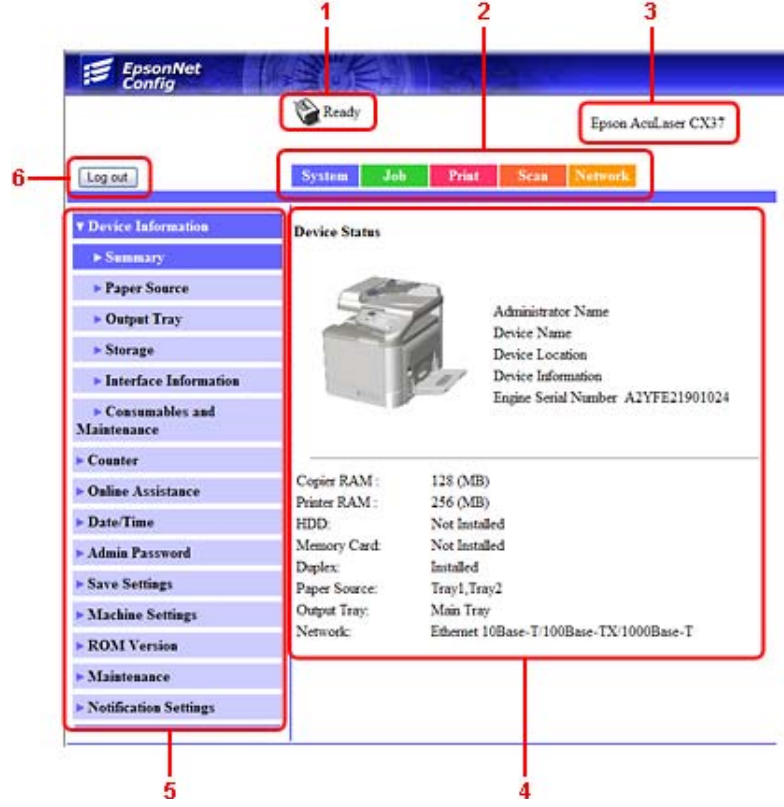 1
2
3
EpsonNet
Config
Ready
Epson AcuLaser CX37
6
Log out
System
Job
Print
Scan
Network
▼ Device Information
► Summary
► Paper Source
► Output Tray
► Storage
► Interface Information
► Consumables and
Maintenance
► Counter
► Online Assistance
► Date/Time
► Admin Password
► Save Settings
► Machine Settings
► ROM Version
► Maintenance
► Notification Settings
Device Status
Administrator Name
Device Name
Device Location
Device Information
Engine Serial Number A2YFE21901024
Copier RAM : 128 (MB)
Printer RAM : 256 (MB)
HDD: Not Installed
Memory Card: Not Installed
Duplex: Installed
Paper Source: Tray1,Tray2
Output Tray: Main Tray
Network: Ethernet 10Base-T/100Base-TX/1000Base-T
5
4